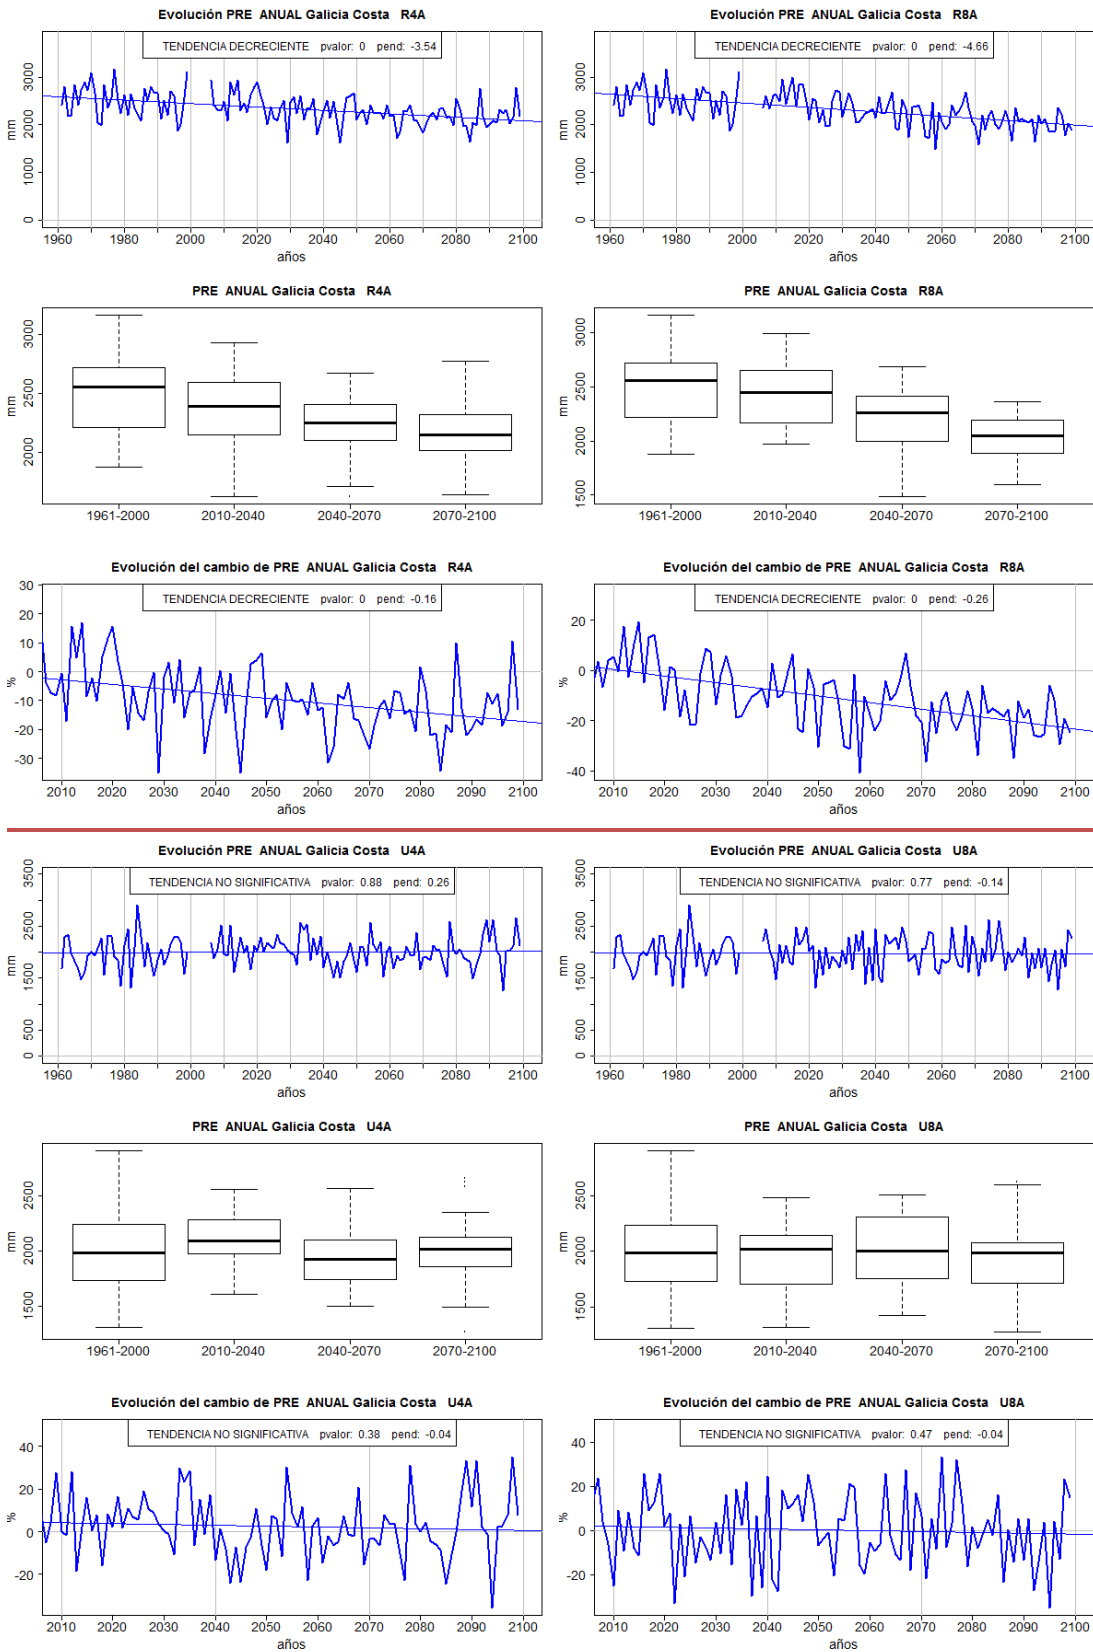 Evolución PRE ANUAL Galicia Costa R4A
TENDENCIA DECRECIENTE pvalor: 0 pend: -3.54
mm
3000
2000
1000
0
1960 1980 2000 2020 2040 2060 2080 2100
años
Evolución PRE ANUAL Galicia Costa R8A
TENDENCIA DECRECIENTE pvalor: 0 pend: -4.66
mm
3000
2000
1000
0
1960 1980 2000 2020 2040 2060 2080 2100
años
PRE ANUAL Galicia Costa R4A
mm
3000
2500
2000
1961-2000 2010-2040 2040-2070 2070-2100
PRE ANUAL Galicia Costa R8A
mm
3000
2500
2000
1500
1961-2000 2010-2040 2040-2070 2070-2100
Evolución del cambio de PRE ANUAL Galicia Costa R4A
TENDENCIA DECRECIENTE pvalor: 0 pend: -0.16
%
30
20
10
0
-10
-20
-30
2010 2020 2030 2040 2050 2060 2070 2080 2090 2100
años
Evolución del cambio de PRE ANUAL Galicia Costa R8A
TENDENCIA DECRECIENTE pvalor: 0 pend: -0.26
%
20
0
-20
-40
2010 2020 2030 2040 2050 2060 2070 2080 2090 2100
años
Evolución PRE ANUAL Galicia Costa U4A
TENDENCIA NO SIGNIFICATIVA pvalor: 0.88 pend: 0.26
mm
3500
2500
1500
500
0
1960 1980 2000 2020 2040 2060 2080 2100
años
Evolución PRE ANUAL Galicia Costa U8A
TENDENCIA NO SIGNIFICATIVA pvalor: 0.77 pend: -0.14
mm
3500
2500
1500
500
0
1960 1980 2000 2020 2040 2060 2080 2100
años
PRE ANUAL Galicia Costa U4A
mm
2500
2000
1500
1961-2000 2010-2040 2040-2070 2070-2100
PRE ANUAL Galicia Costa U8A
mm
2500
2000
1500
1961-2000 2010-2040 2040-2070 2070-2100
Evolución del cambio de PRE ANUAL Galicia Costa U4A
TENDENCIA NO SIGNIFICATIVA pvalor: 0.38 pend: -0.04
%
40
20
0
-20
2010 2020 2030 2040 2050 2060 2070 2080 2090 2100
años
Evolución del cambio de PRE ANUAL Galicia Costa U8A
TENDENCIA NO SIGNIFICATIVA pvalor: 0.47 pend: -0.04
%
40
20
0
-20
2010 2020 2030 2040 2050 2060 2070 2080 2090 2100
años